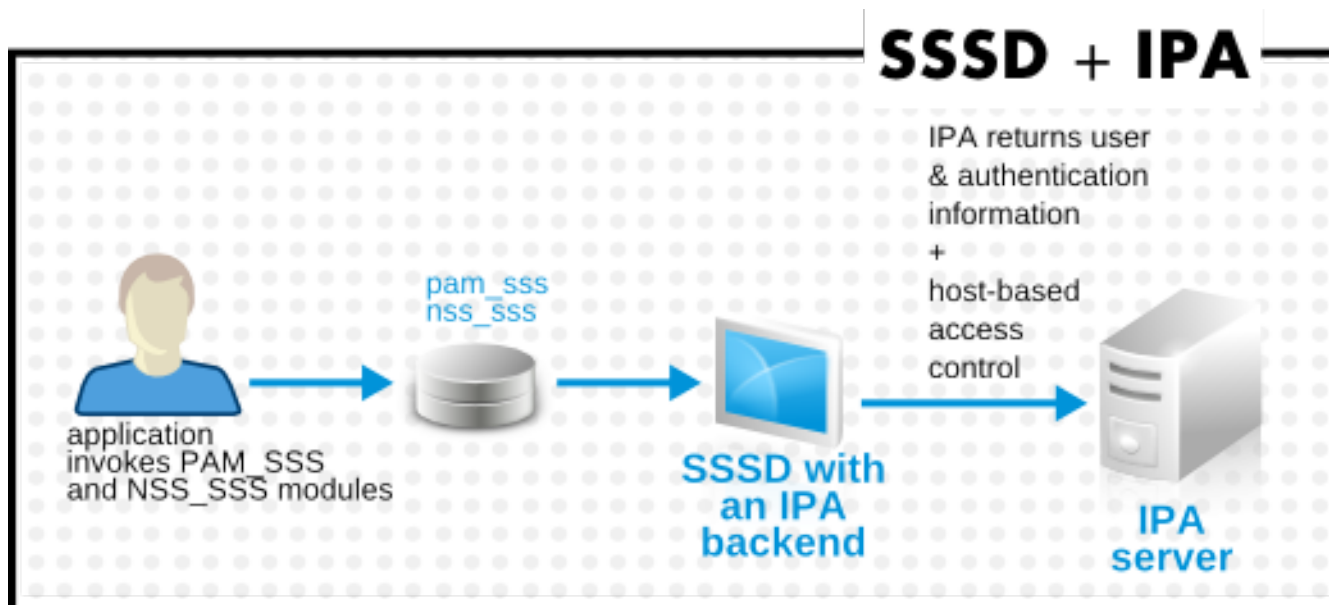 SSSD + IPA
IPA returns user
& authentication
information
+
host-based
access
control
pam_sss
nss_sss
application
invokes PAM_SSS
and NSS_SSS modules
SSSD with
an IPA
backend
IPA
server